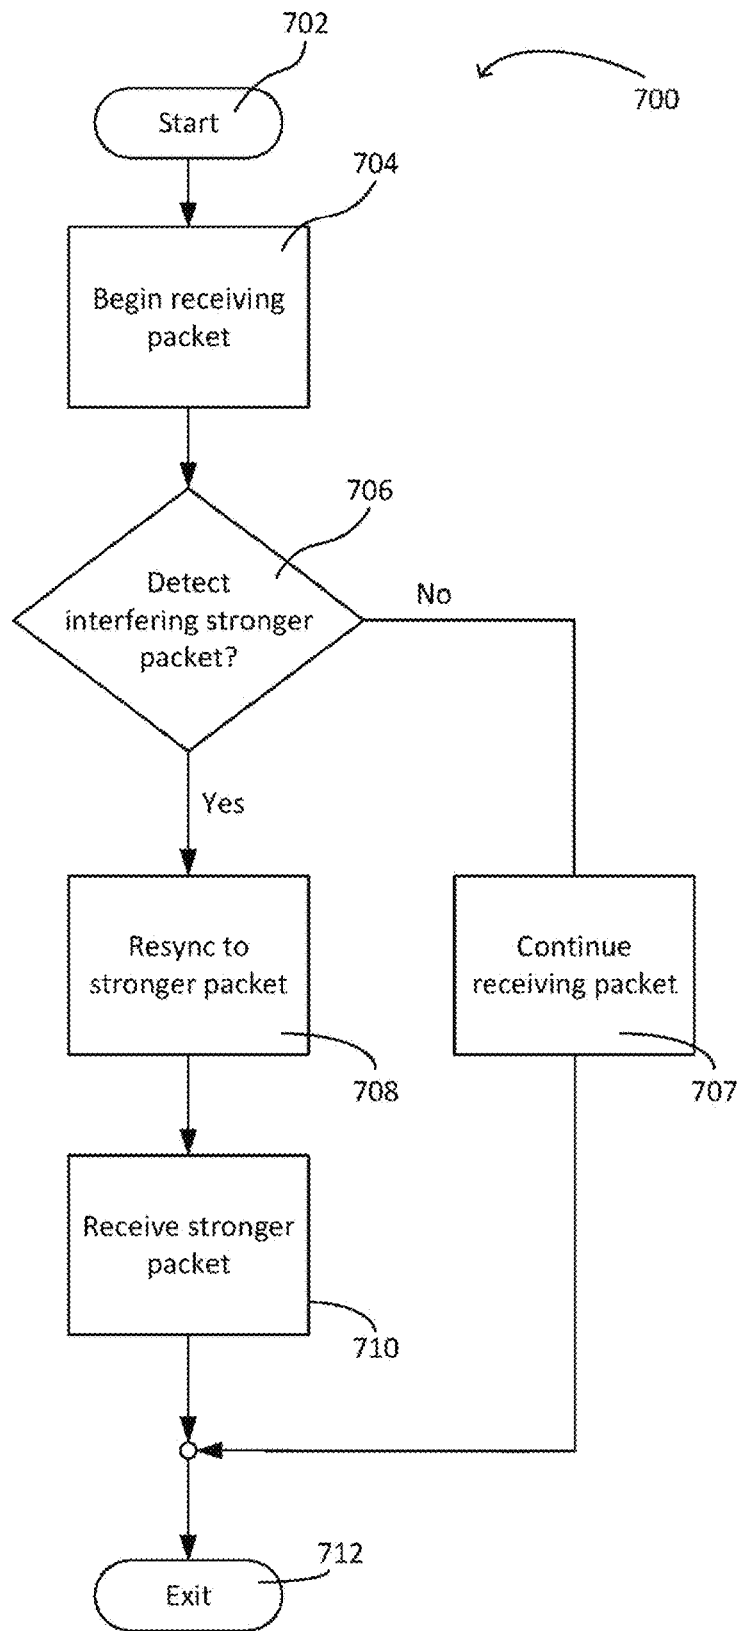 702
700
Start
704
Begin receiving
packet
706
Detect
interfering stronger
packet?
No
Yes
Resync to
stronger packet
708
Continue
receiving packet
707
Receive stronger
packet
710
712
Exit